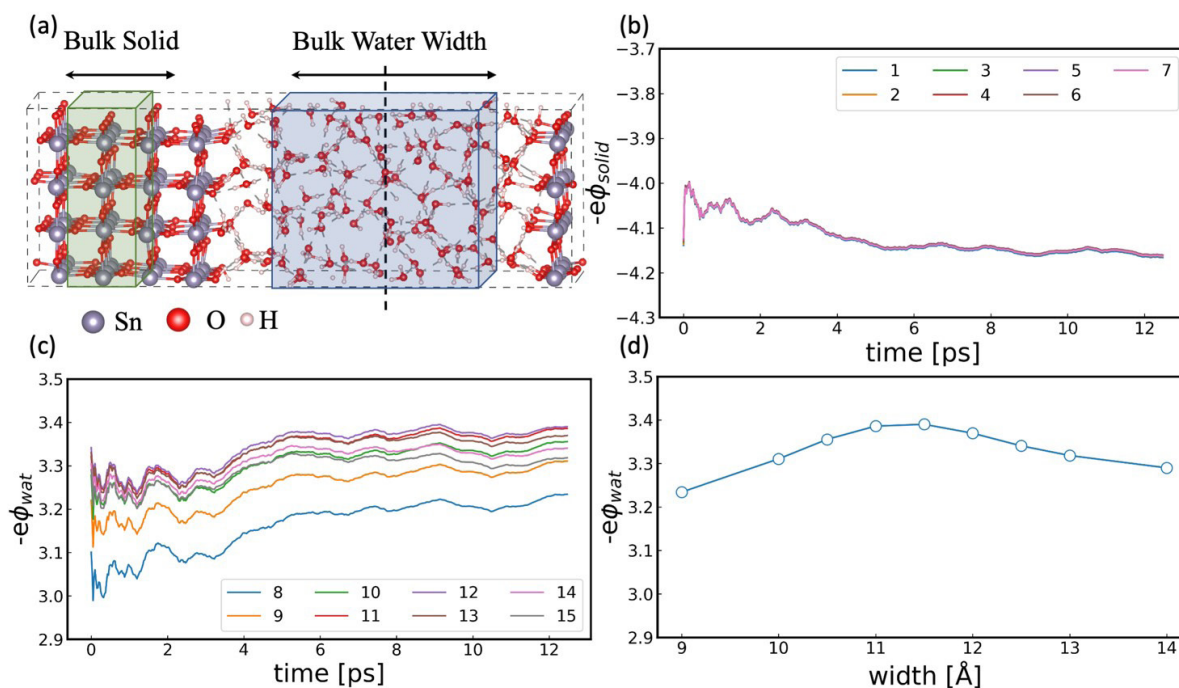 (a)
Bulk Solid
Bulk Water Width
Sn
O
H
(b)
-eϕsolid
−3.7
−3.8
−3.9
−4.0
−4.1
−4.2
−4.3
1 3 5 7
2 4 6
0 2 4 6 8 10 12
time [ps]
(c)
-eϕwat
3.5
3.4
3.3
3.2
3.1
3.0
2.9
8 10 12 14
9 11 13 15
0 2 4 6 8 10 12
time [ps]
(d)
-eϕwat
3.5
3.4
3.3
3.2
3.1
3.0
2.9
9 10 11 12 13 14
width [Å]